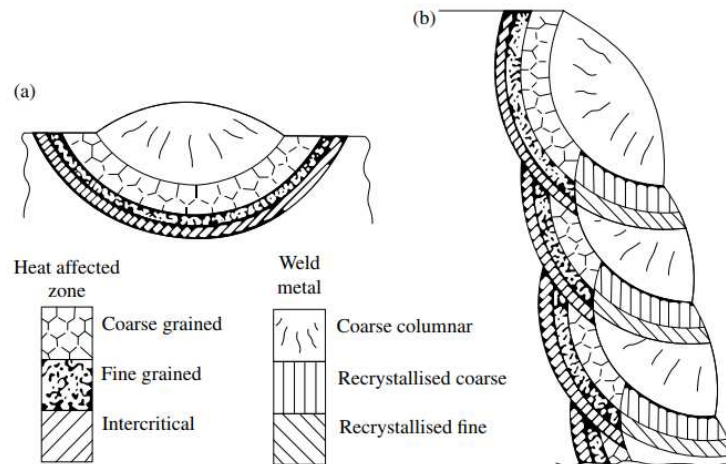 (a)
(b)
Heat affected
zone
Coarse grained
Fine grained
Intercritical
Weld
metal
Coarse columnar
Recrystallised coarse
Recrystallised fine